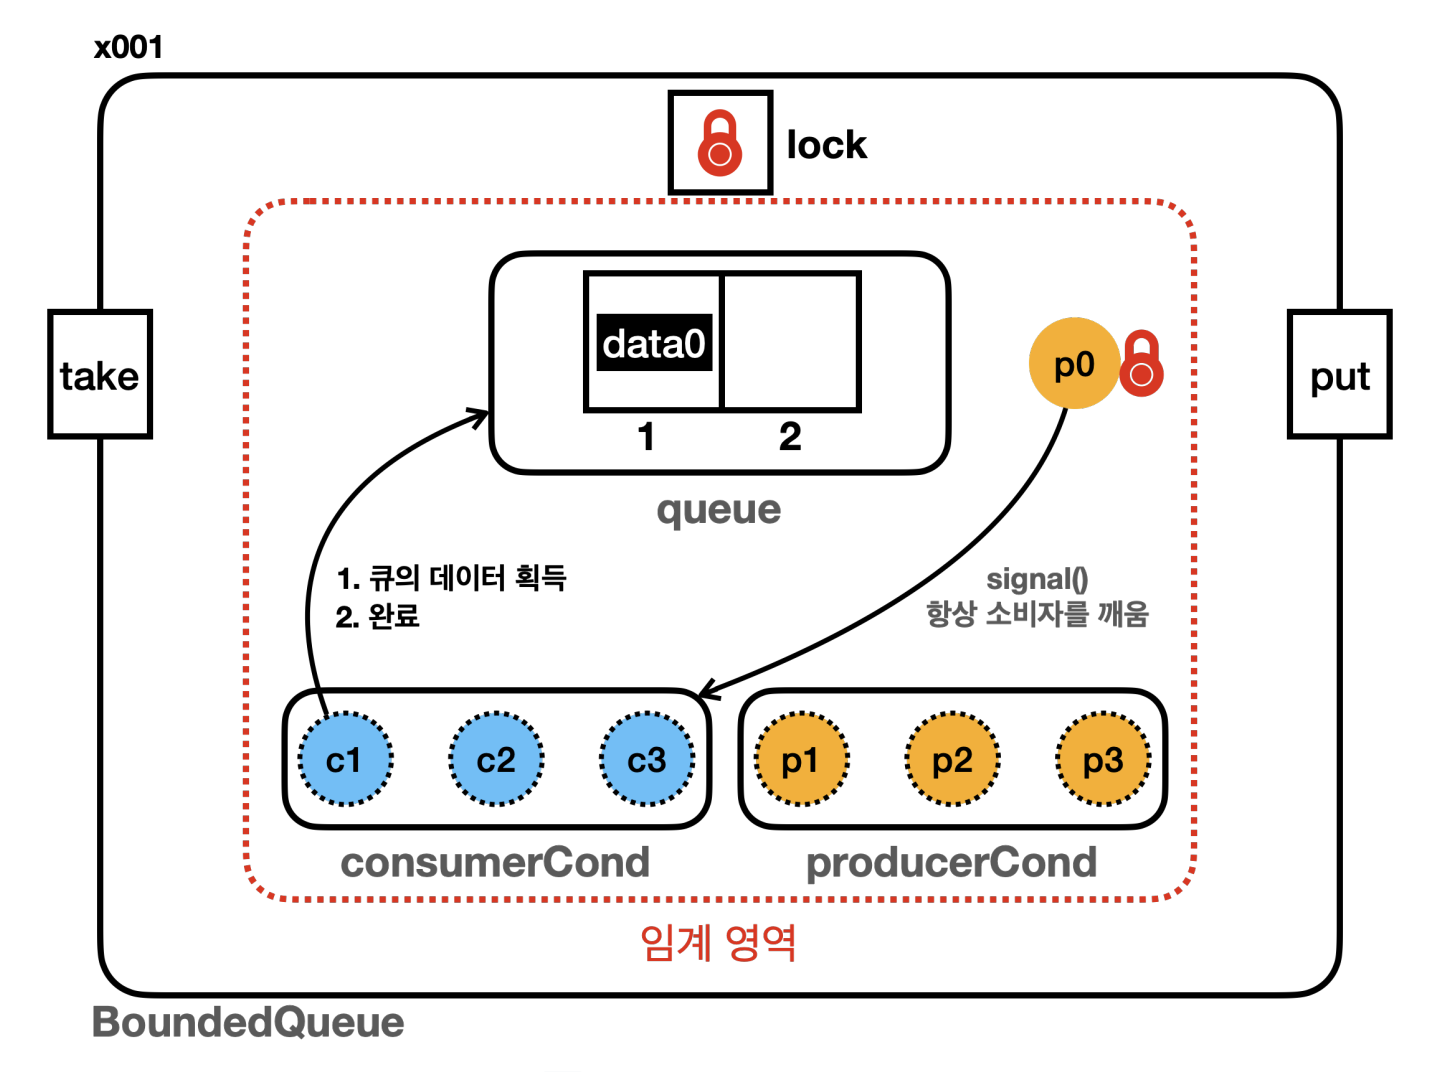 x001
lock
data0
1
2
p0
take
put
queue
1. 큐의 데이터 획득
2. 완료
signal()
항상 소비자를 깨움
c1
c2
c3
p1
p2
p3
consumerCond
producerCond
임계 영역
BoundedQueue